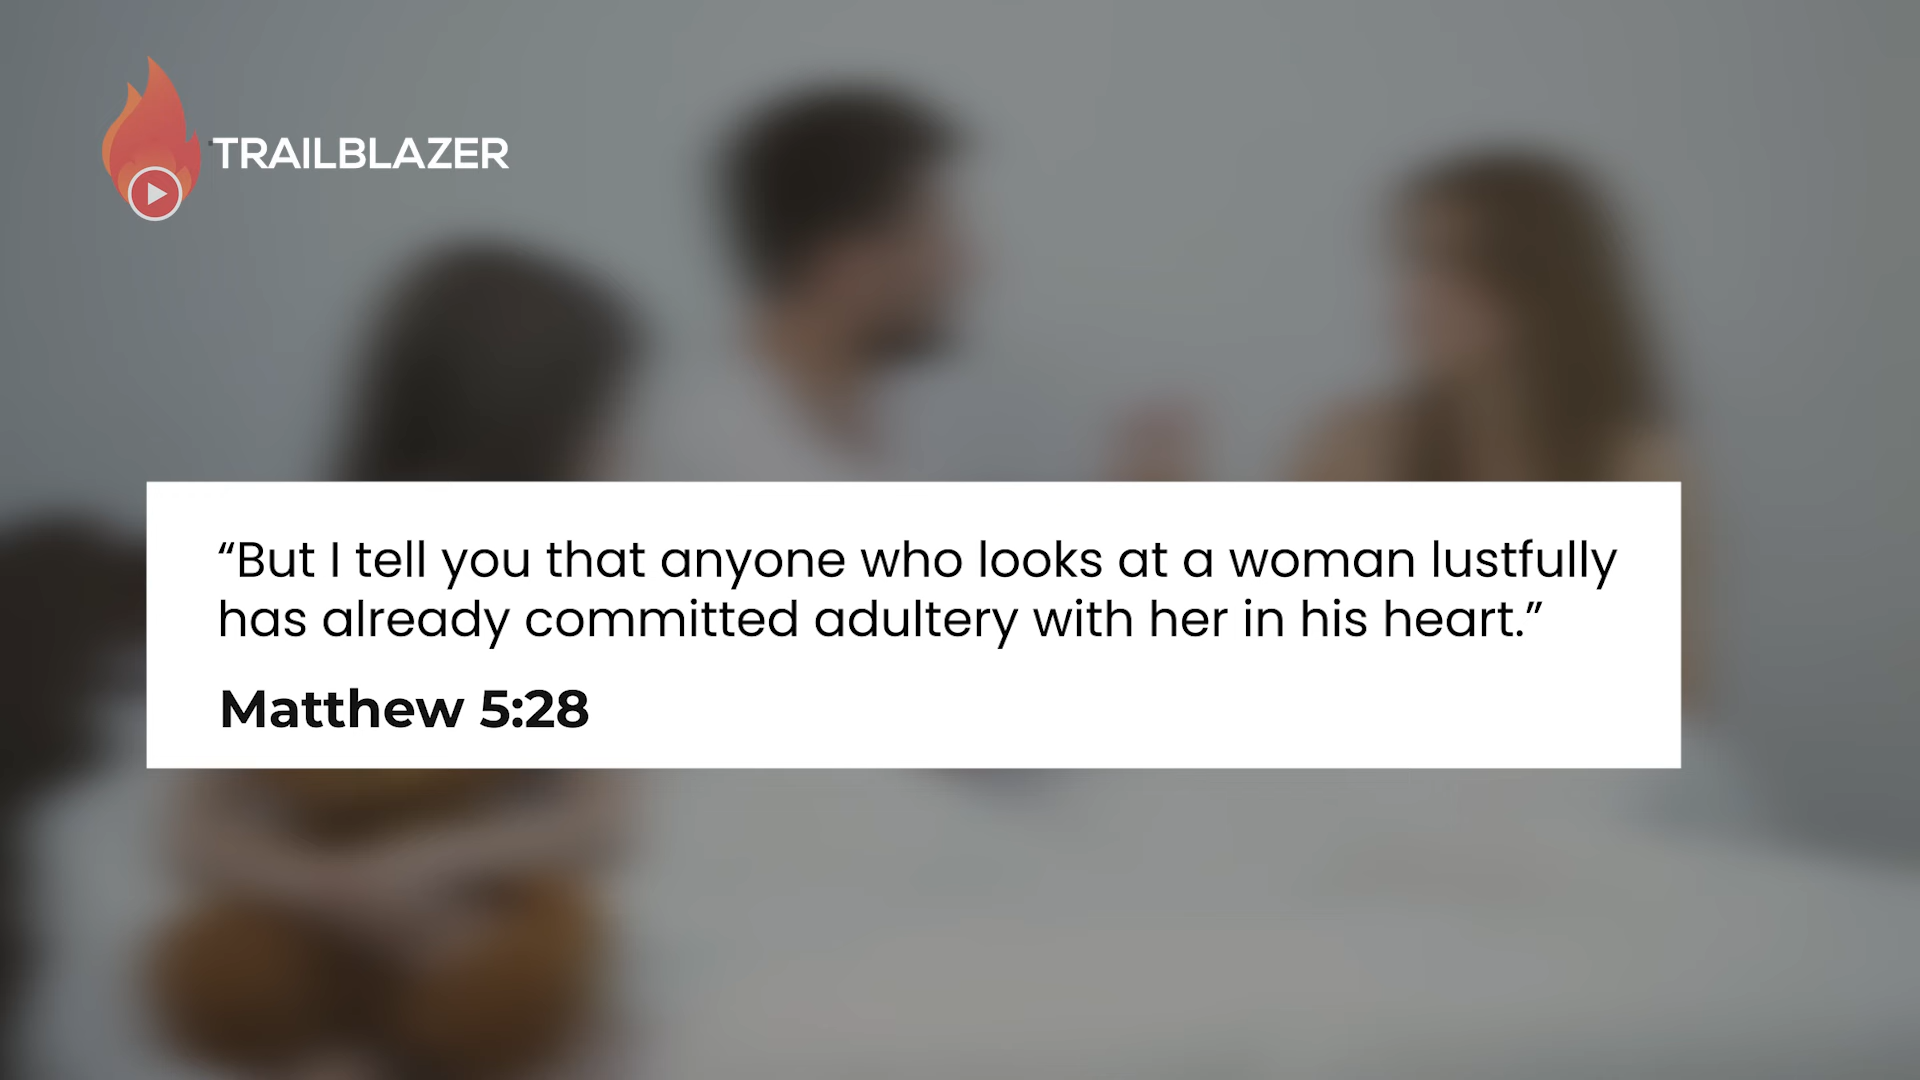 TRAILBLAZER
“But I tell you that anyone who looks at a woman lustfully
has already committed adultery with her in his heart.”
Matthew 5:28